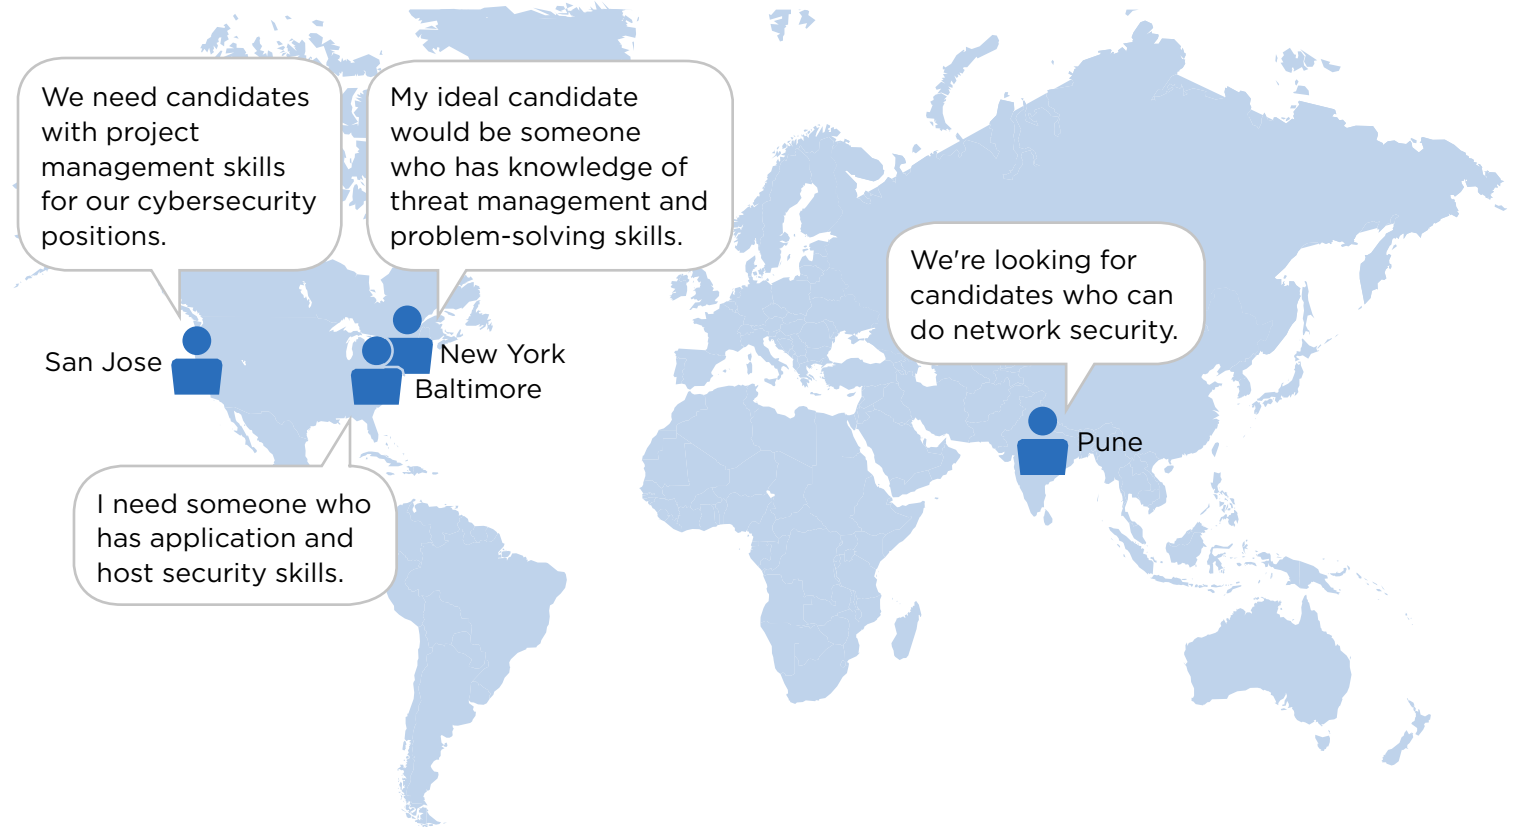 We need candidates
with project
management skills
for our cybersecurity
positions.
My ideal candidate
would be someone
who has knowledge of
threat management and
problem-solving skills.
We're looking for
candidates who can
do network security.
San Jose
New York
Baltimore
Pune
I need someone who
has application and
host security skills.